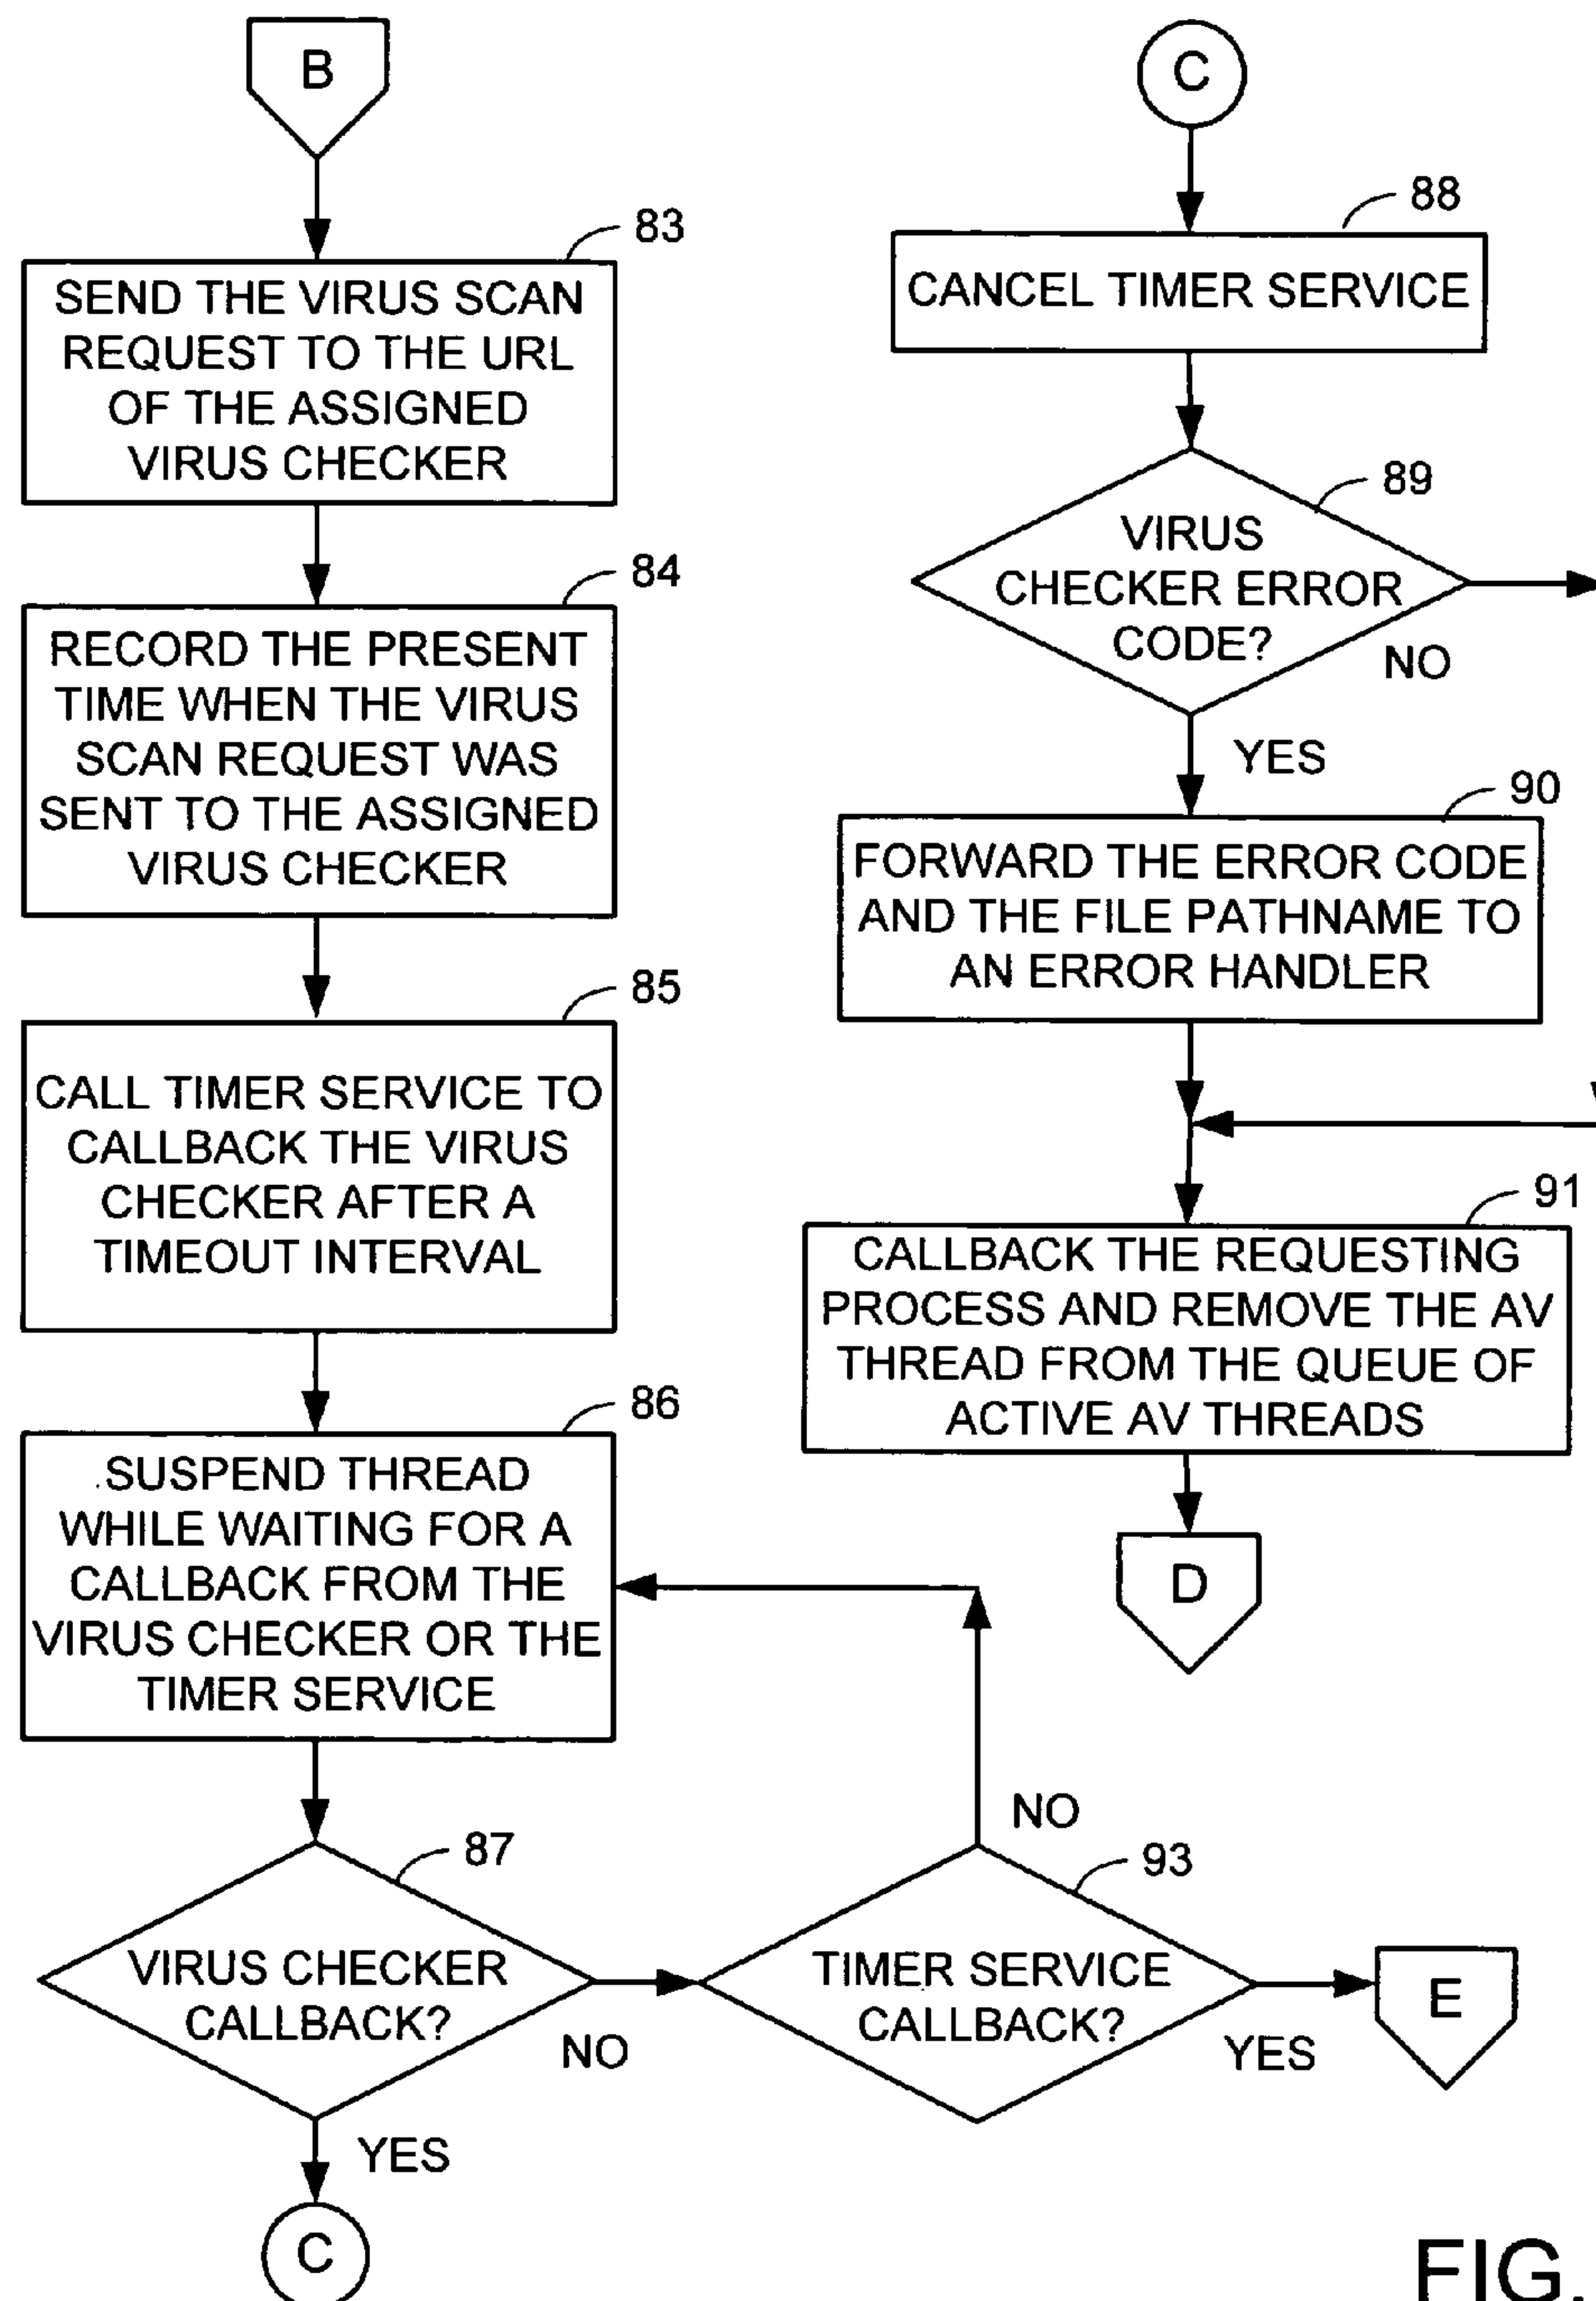 B
83
SEND THE VIRUS SCAN
REQUEST TO THE URL
OF THE ASSIGNED
VIRUS CHECKER
84
RECORD THE PRESENT
TIME WHEN THE VIRUS
SCAN REQUEST WAS
SENT TO THE ASSIGNED
VIRUS CHECKER
85
CALL TIMER SERVICE TO
CALLBACK THE VIRUS
CHECKER AFTER A
TIMEOUT INTERVAL
86
SUSPEND THREAD
WHILE WAITING FOR A
CALLBACK FROM THE
VIRUS CHECKER OR THE
TIMER SERVICE
87
VIRUS CHECKER
CALLBACK?
NO
YES
C
93
TIMER SERVICE
CALLBACK?
NO
YES
E
C
88
CANCEL TIMER SERVICE
89
VIRUS
CHECKER ERROR
CODE?
NO
YES
90
FORWARD THE ERROR CODE
AND THE FILE PATHNAME TO
AN ERROR HANDLER
91
CALLBACK THE REQUESTING
PROCESS AND REMOVE THE AV
THREAD FROM THE QUEUE OF
ACTIVE AV THREADS
D
FIG.